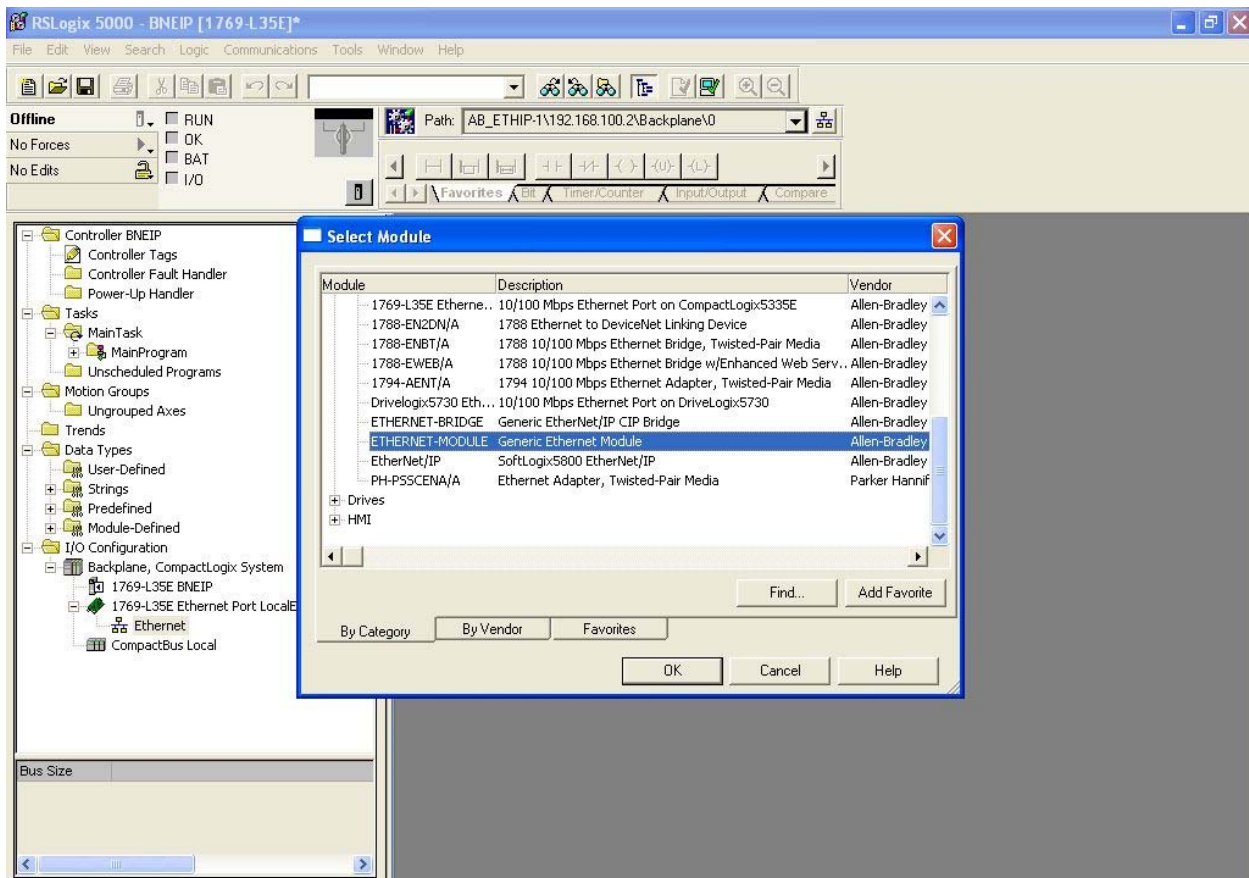 RSLogix 5000 - BNEIP [1769-L35E]*
File Edit View Search Logic Communications Tools Window Help
Offline
RUN
Path: AB_ETHIP-1\192.168.100.2\Backplane\0
No Forces
OK
BAT
No Edits
I/O
Favorites Bit Timer/Counter Input/Output Compare
Controller BNEIP
Controller Tags
Controller Fault Handler
Power-Up Handler
Tasks
MainTask
MainProgram
Unscheduled Programs
Motion Groups
Ungrouped Axes
Trends
Data Types
User-Defined
Strings
Predefined
Module-Defined
I/O Configuration
Backplane, CompactLogix System
1769-L35E BNEIP
1769-L35E Ethernet Port LocalE
Ethernet
CompactBus Local
Bus Size
Select Module
Module Description Vendor
1769-L35E Etherne.. 10/100 Mbps Ethernet Port on CompactLogix5335E Allen-Bradley
1788-EN2DN/A 1788 Ethernet to DeviceNet Linking Device Allen-Bradley
1788-ENBT/A 1788 10/100 Mbps Ethernet Bridge, Twisted-Pair Media Allen-Bradley
1788-EWEB/A 1788 10/100 Mbps Ethernet Bridge w/Enhanced Web Serv.. Allen-Bradley
1794-AENT/A 1794 10/100 Mbps Ethernet Adapter, Twisted-Pair Media Allen-Bradley
Drivelogix5730 Eth... 10/100 Mbps Ethernet Port on DriveLogix5730 Allen-Bradley
ETHERNET-BRIDGE Generic EtherNet/IP CIP Bridge Allen-Bradley
ETHERNET-MODULE Generic Ethernet Module Allen-Bradley
EtherNet/IP SoftLogix5800 EtherNet/IP Allen-Bradley
PH-PSSCENA/A Ethernet Adapter, Twisted-Pair Media Parker Hannif
Drives
HMI
Find... Add Favorite
By Category By Vendor Favorites
OK Cancel Help